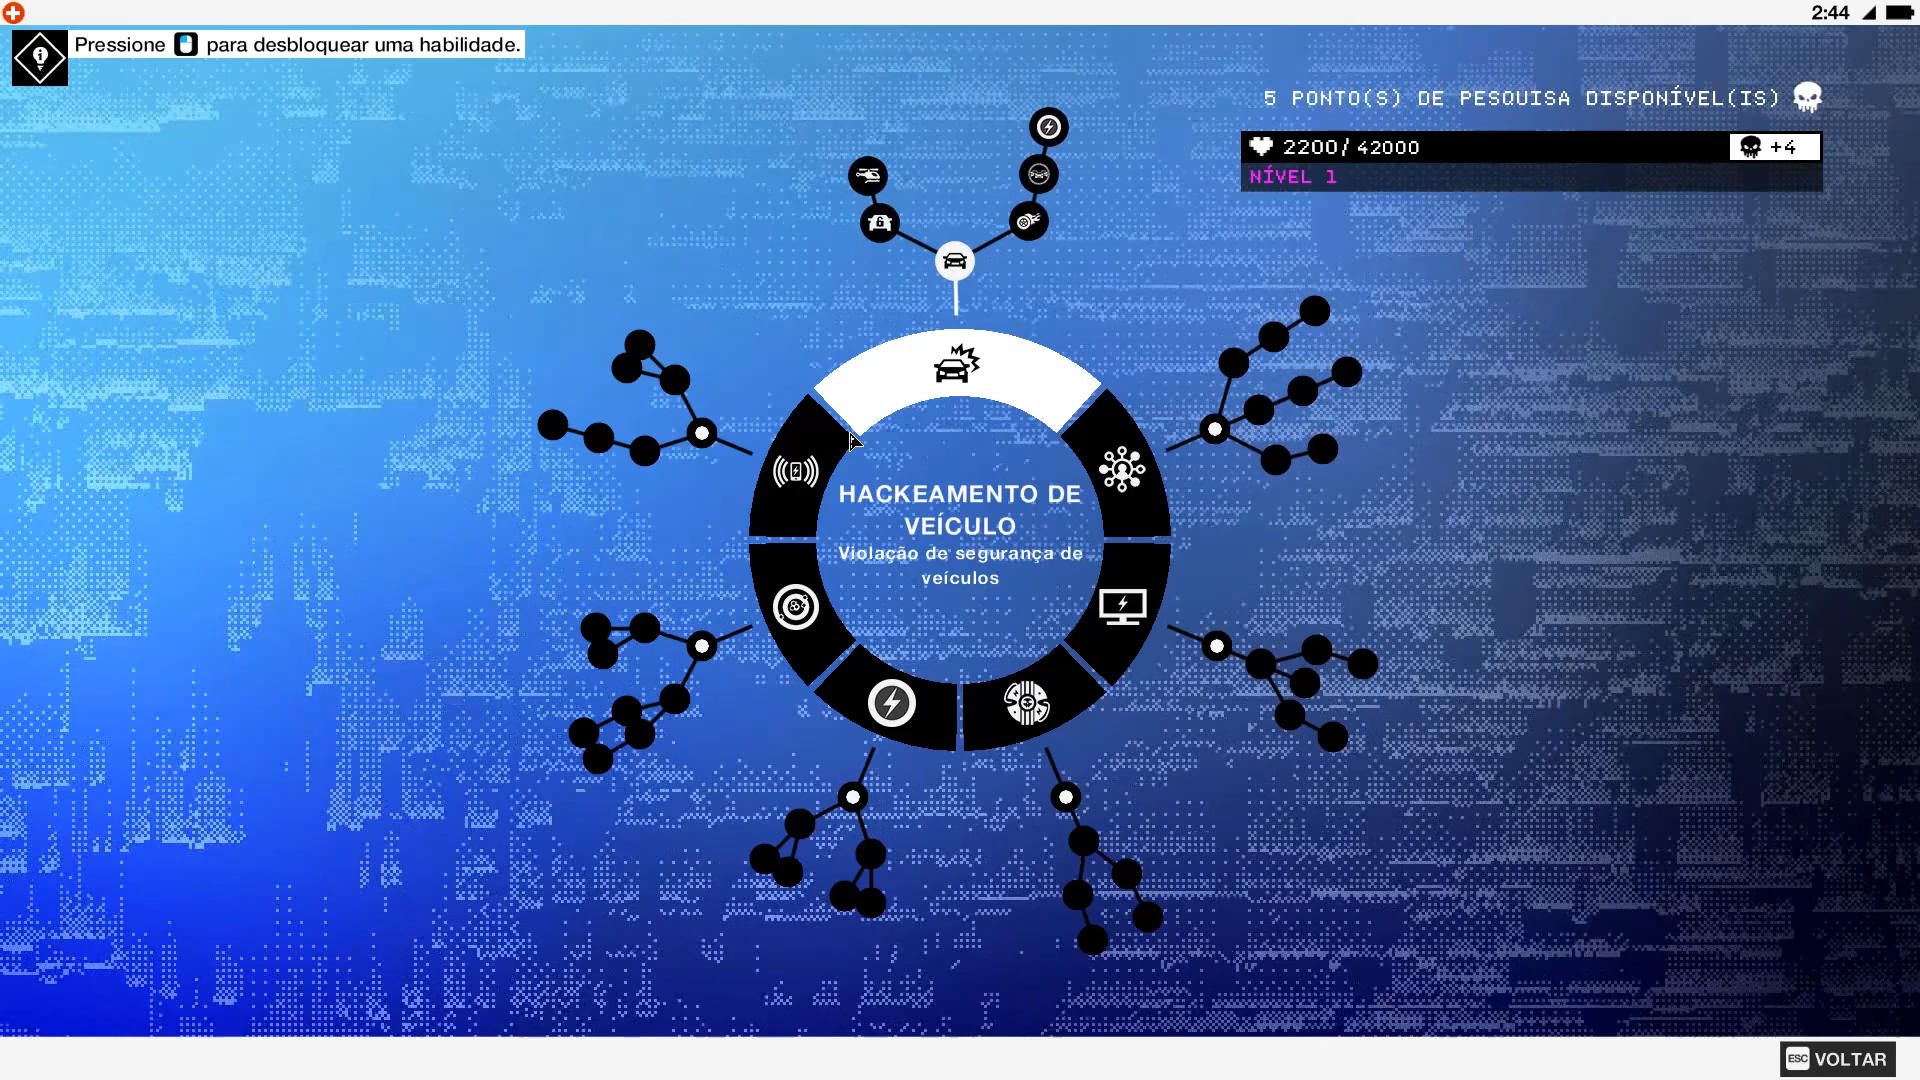 2:44
Pressione para desbloquear uma habilidade.
5 PONTO(S) DE PESQUISA DISPONÍVEL(IS)
2200/ 42000
+4
NÍVEL 1
HACKEAMENTO DE
VEÍCULO
Violação de segurança de
veículos
ESC VOLTAR